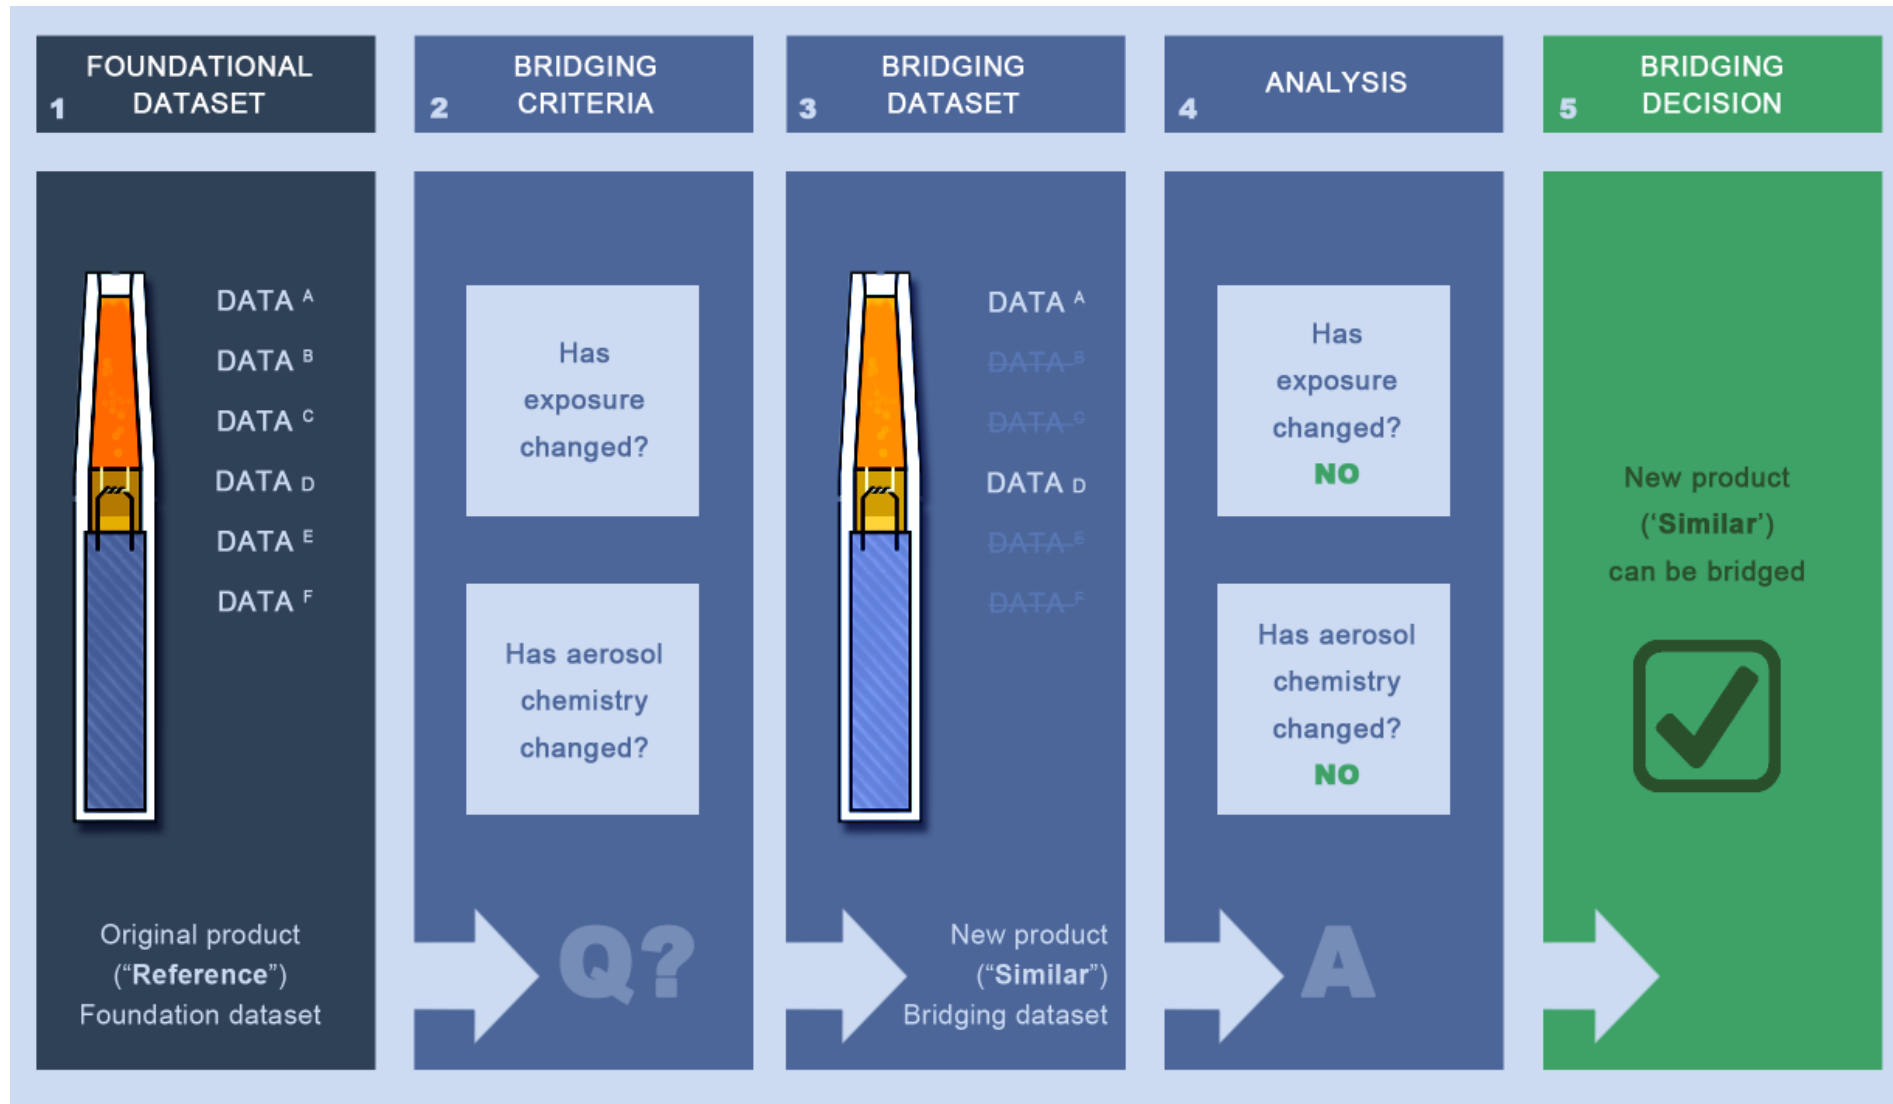 FOUNDATIONAL
DATASET
1
DATA A
DATA B
DATA C
DATA D
DATA E
DATA F
Original product
(“Reference”)
Foundation dataset
BRIDGING
CRITERIA
2
Has
exposure
changed?
Has aerosol
chemistry
changed?
Q?
BRIDGING
DATASET
3
DATA A
DATA B
DATA C
DATA D
DATA E
DATA F
New product
(“Similar”)
Bridging dataset
ANALYSIS
4
Has
exposure
changed?
NO
Has aerosol
chemistry
changed?
NO
A
BRIDGING
DECISION
5
New product
(‘Similar’)
can be bridged